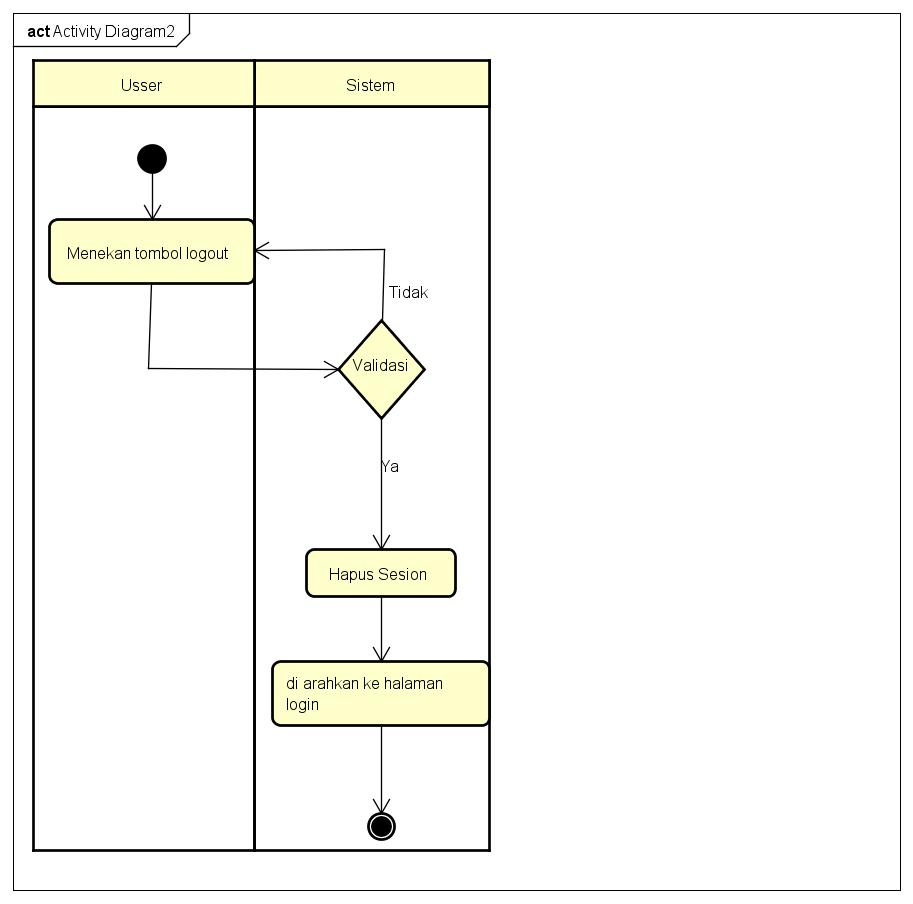 act Activity Diagram2
Usser
Sistem
Menekan tombol logout
Tidak
Validasi
Ya
Hapus Sesion
di arahkan ke halaman
login